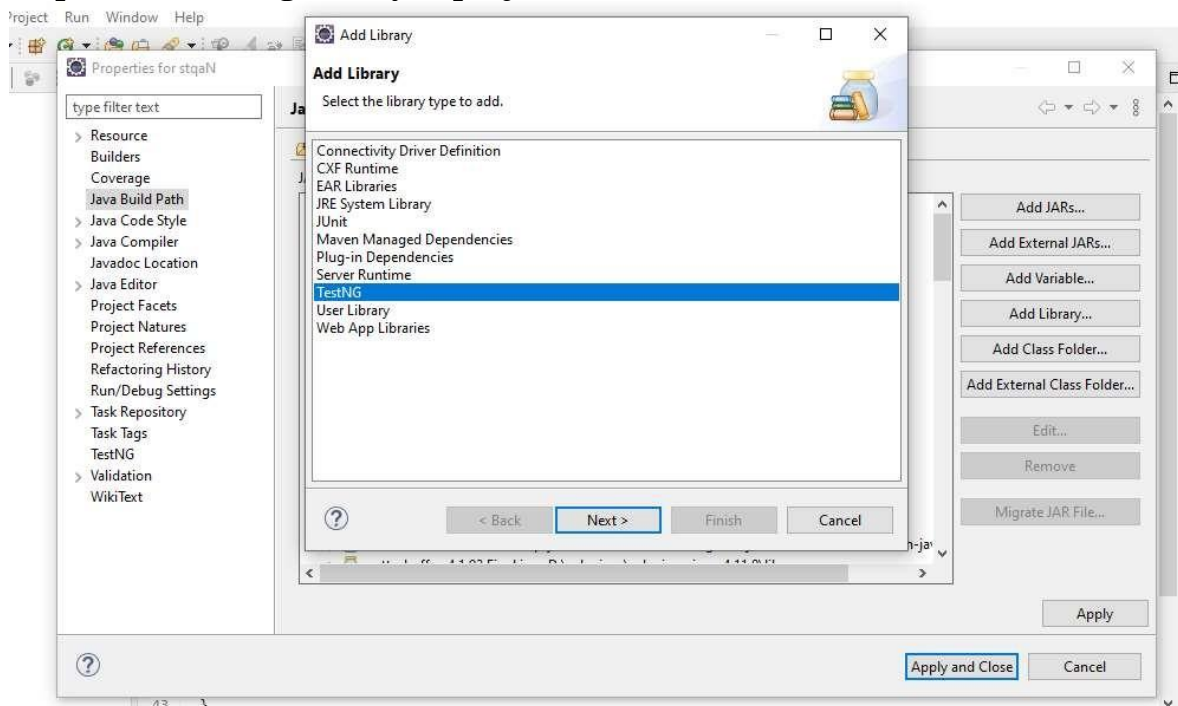 Project Run Window Help
Properties for stqaN
type filter text
Resource
Builders
Coverage
Java Build Path
Java Code Style
Java Compiler
Javadoc Location
Java Editor
Project Facets
Project Natures
Project References
Refactoring History
Run/Debug Settings
Task Repository
Task Tags
TestNG
Validation
WikiText
Ja
Add Library
Add Library
Select the library type to add.
Connectivity Driver Definition
CXF Runtime
EAR Libraries
JRE System Library
JUnit
Maven Managed Dependencies
Plug-in Dependencies
Server Runtime
TestNG
User Library
Web App Libraries
< Back Next > Finish Cancel
Add JARs...
Add External JARs...
Add Variable...
Add Library...
Add Class Folder...
Add External Class Folder...
Edit...
Remove
Migrate JAR File...
Apply
Apply and Close Cancel
43 }